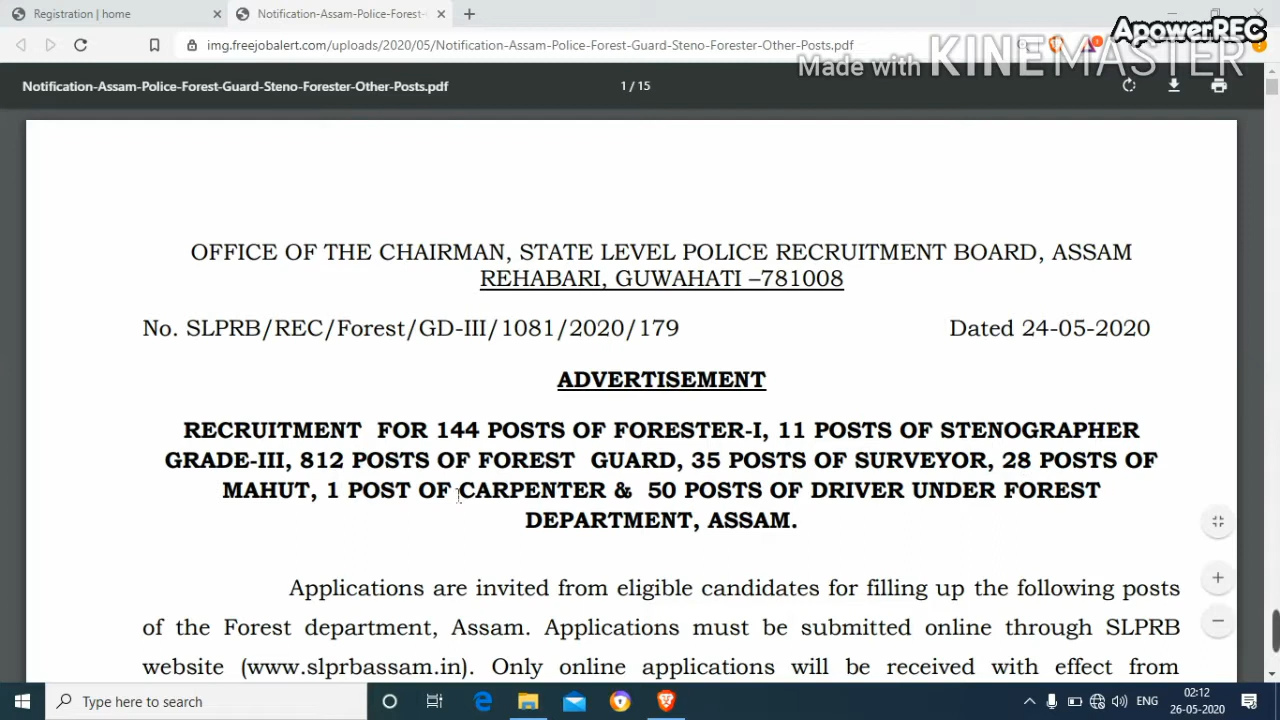 Registration | home
Notification-Assam-Police-Forest-
ApowerREC
img.freejobalert.com/uploads/2020/05/Notification-Assam-Police-Forest-Guard-Steno-Forester-Other-Posts.pdf
Made with KINEMASTER
Notification-Assam-Police-Forest-Guard-Steno-Forester-Other-Posts.pdf
1 / 15
OFFICE OF THE CHAIRMAN, STATE LEVEL POLICE RECRUITMENT BOARD, ASSAM
REHABARI, GUWAHATI –781008
No. SLPRB/REC/Forest/GD-III/1081/2020/179 Dated 24-05-2020
ADVERTISEMENT
RECRUITMENT FOR 144 POSTS OF FORESTER-I, 11 POSTS OF STENOGRAPHER
GRADE-III, 812 POSTS OF FOREST GUARD, 35 POSTS OF SURVEYOR, 28 POSTS OF
MAHUT, 1 POST OF CARPENTER & 50 POSTS OF DRIVER UNDER FOREST
DEPARTMENT, ASSAM.
Applications are invited from eligible candidates for filling up the following posts
of the Forest department, Assam. Applications must be submitted online through SLPRB
website (www.slprbassam.in). Only online applications will be received with effect from
Type here to search
ENG
02:12
26-05-2020